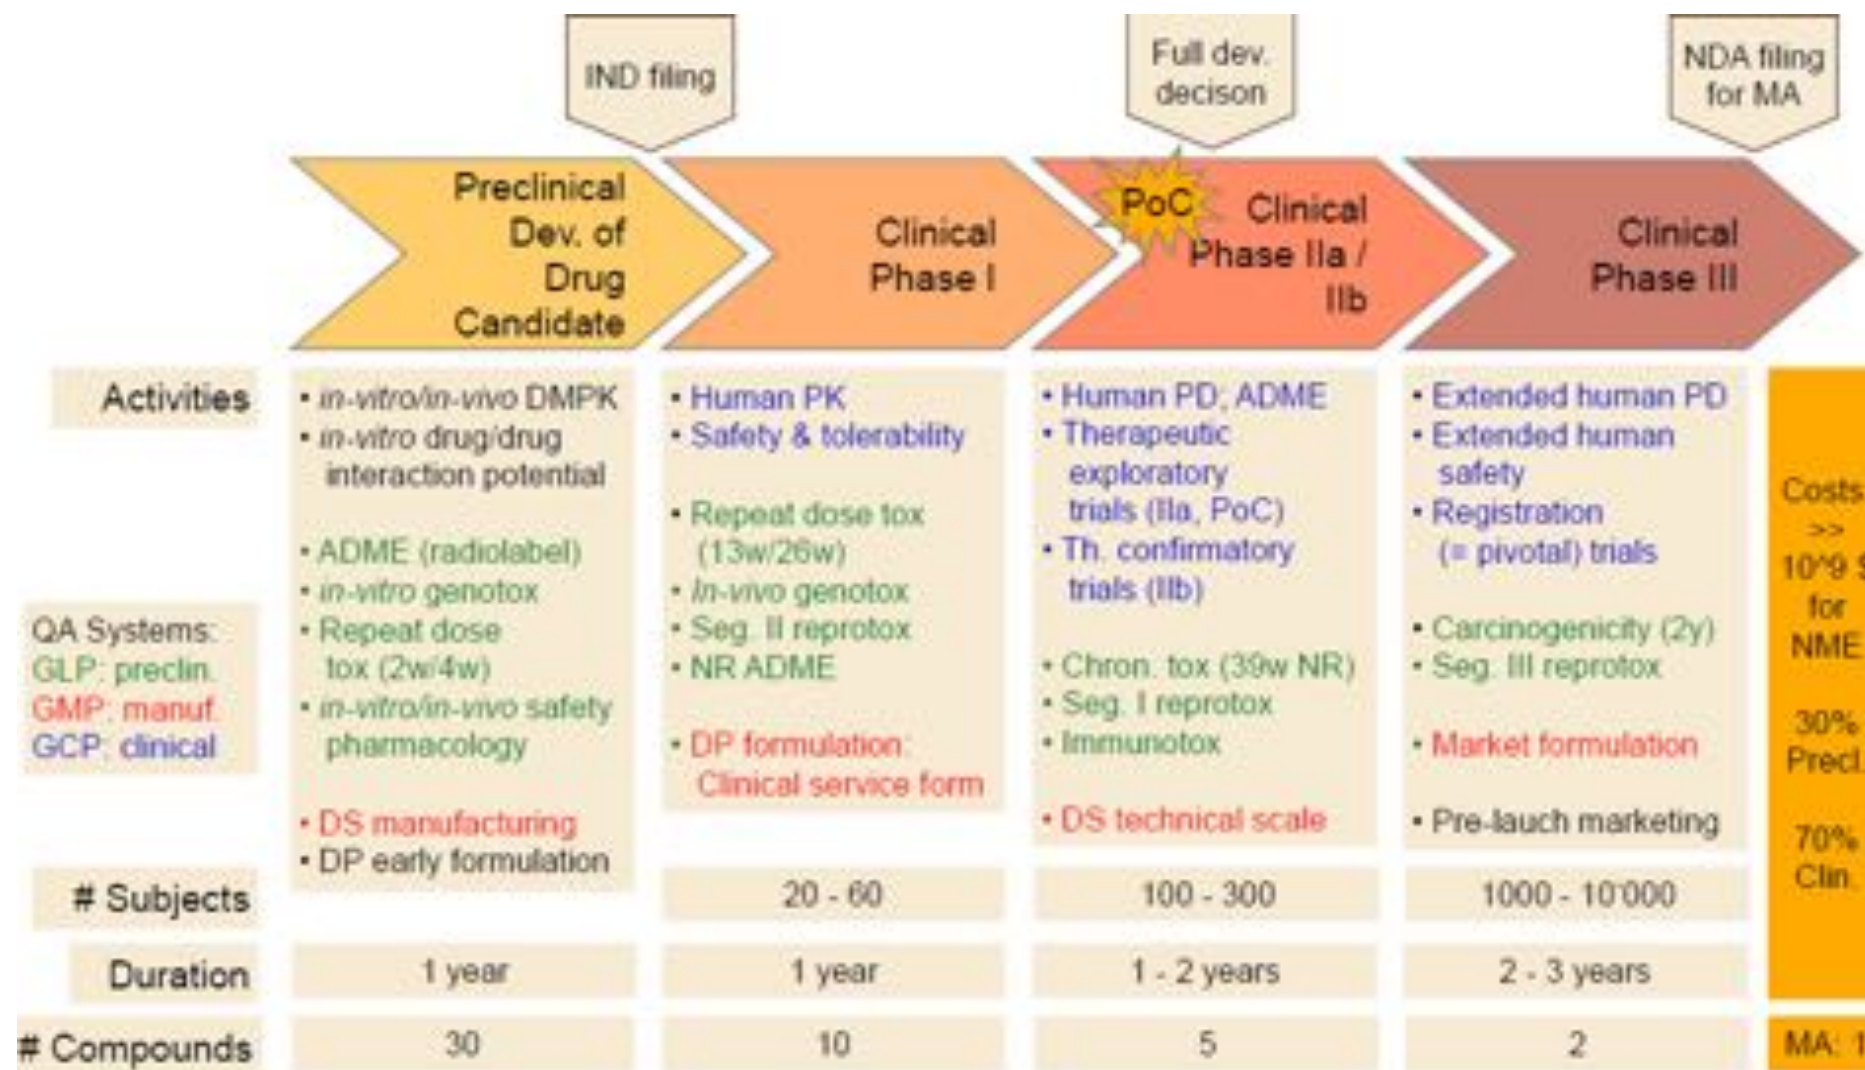 IND filing
Full dev.
decison
NDA filing
for MA
Preclinical
Dev. of
Drug
Candidate
Clinical
Phase I
PoC
Clinical
Phase IIa /
IIb
Clinical
Phase III
Activities
• in-vitro/in-vivo DMPK
• in-vitro drug/drug
interaction potential
• ADME (radiolabel)
• in-vitro genotox
• Repeat dose
tox (2w/4w)
• in-vitro/in-vivo safety
pharmacology
• DS manufacturing
• DP early formulation
• Human PK
• Safety & tolerability
• Repeat dose tox
(13w/26w)
• In-vivo genotox
• Seg. II reprotox
• NR ADME
• DP formulation:
Clinical service form
• Human PD; ADME
• Therapeutic
exploratory
trials (IIa, PoC)
• Th. confirmatory
trials (IIb)
• Chron. tox (39w NR)
• Seg. I reprotox
• Immunotox
• DS technical scale
• Extended human PD
• Extended human
safety
• Registration
(= pivotal) trials
• Carcinogenicity (2y)
• Seg. III reprotox
• Market formulation
• Pre-lauch marketing
Costs
>>
10^9 $
for
NME
30%
Precl.
70%
Clin.
QA Systems:
GLP: preclin.
GMP: manuf.
GCP: clinical
# Subjects
20 - 60
100 - 300
1000 - 10'000
Duration
1 year
1 year
1 - 2 years
2 - 3 years
# Compounds
30
10
5
2
MA: 1